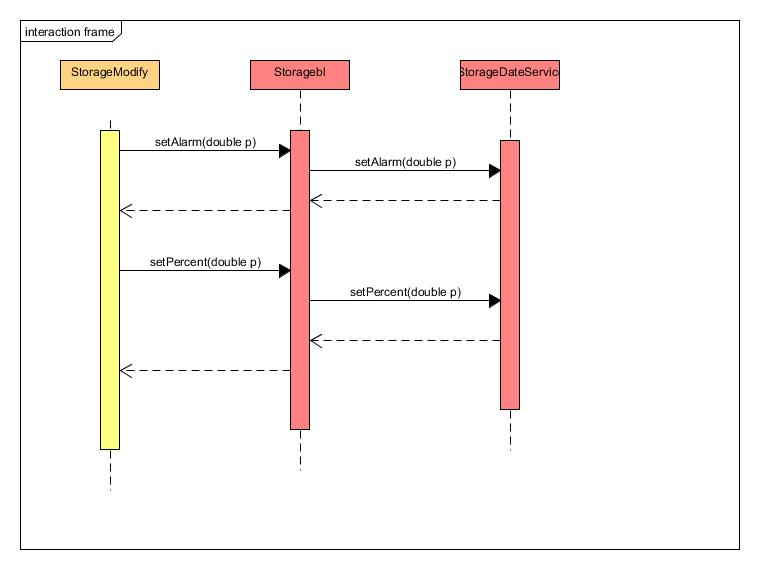 interaction frame
StorageModify
Storagebl
StorageDateServic
setAlarm(double p)
setAlarm(double p)
setPercent(double p)
setPercent(double p)